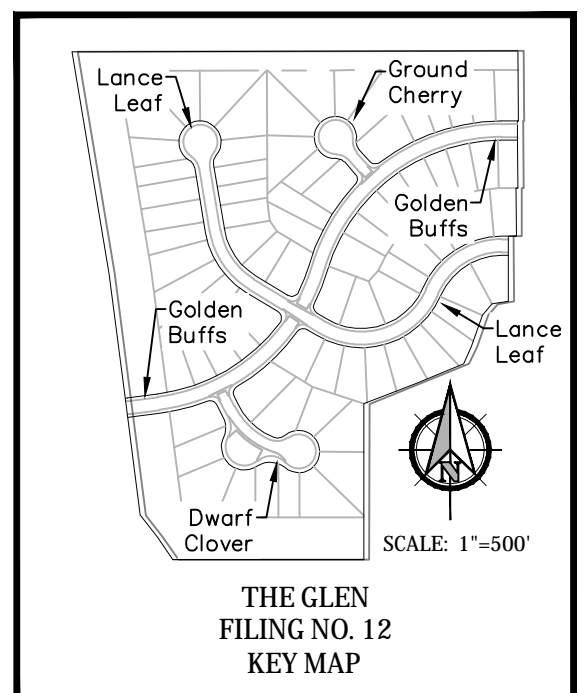 Lance
Leaf
Ground
Cherry
Golden
Buffs
Golden
Buffs
Lance
Leaf
Dwarf
Clover
N
SCALE: 1"=500'
THE GLEN
FILING NO. 12
KEY MAP